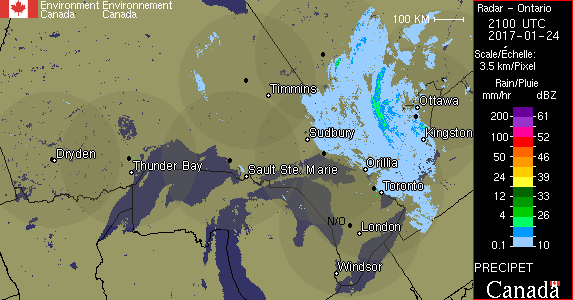 Environment Environnement
Canada Canada
100 KM
Radar - Ontario
2100 UTC
2017-01-24
Scale/Échelle:
3.5 km/Pixel
Rain/Pluie
mm/hr dBZ
200 61
100 52
50 46
24 39
12 33
4 26
0.1 10
PRECIPET
Canada
Timmins
Ottawa
Sudbury
Kingston
Dryden
Thunder Bay
Sault Ste. Marie
Orillia
Toronto
N/O
London
Windsor